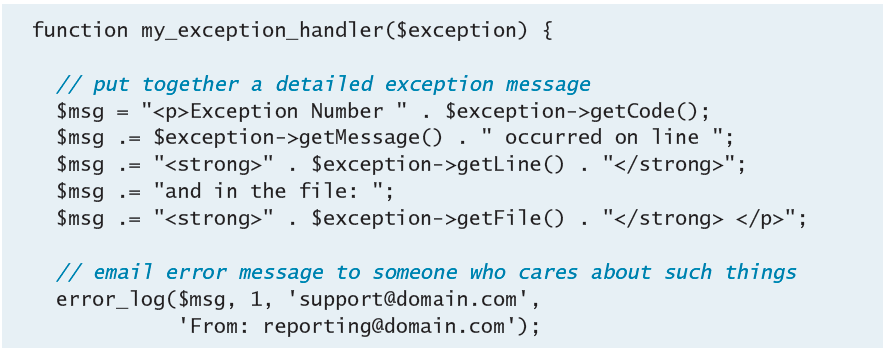 function my_exception_handler($exception) {
// put together a detailed exception message
$msg = "<p>Exception Number " . $exception->getCode();
$msg .= $exception->getMessage() . " occurred on line ";
$msg .= "<strong>" . $exception->getLine() . "</strong>";
$msg .= "and in the file: ";
$msg .= "<strong>" . $exception->getFile() . "</strong> </p>";
// email error message to someone who cares about such things
error_log($msg, 1, 'support@domain.com',
'From: reporting@domain.com');